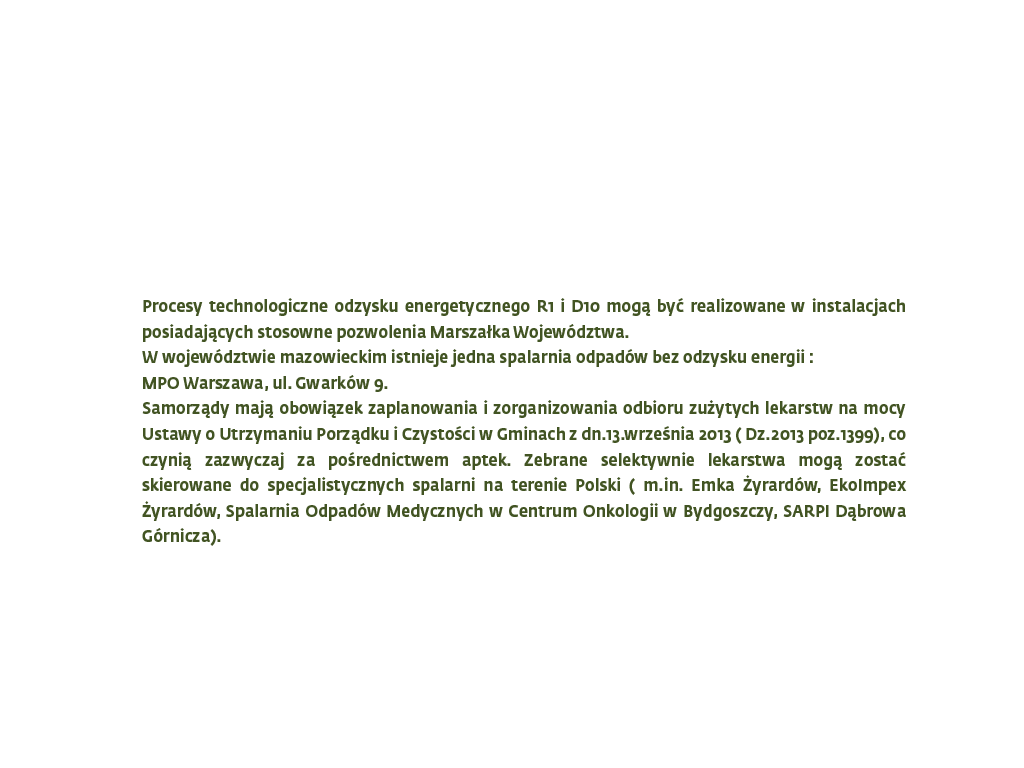 Procesy technologiczne odzysku energetycznego R1 i D10 mogą być realizowane w instalacjach
posiadających stosowne pozwolenia Marszałka Województwa.
W województwie mazowieckim istnieje jedna spalarnia odpadów bez odzysku energii :
MPO Warszawa, ul. Gwarków 9.
Samorządy mają obowiązek zaplanowania i zorganizowania odbioru zużytych lekarstw na mocy
Ustawy o Utrzymaniu Porządku i Czystości w Gminach z dn.13.września 2013 ( Dz.2013 poz.1399), co
czynią zazwyczaj za pośrednictwem aptek. Zebrane selektywnie lekarstwa mogą zostać
skierowane do specjalistycznych spalarni na terenie Polski ( m.in. Emka Żyrardów, EkoImpex
Żyrardów, Spalarnia Odpadów Medycznych w Centrum Onkologii w Bydgoszczy, SARPI Dąbrowa
Górnicza).